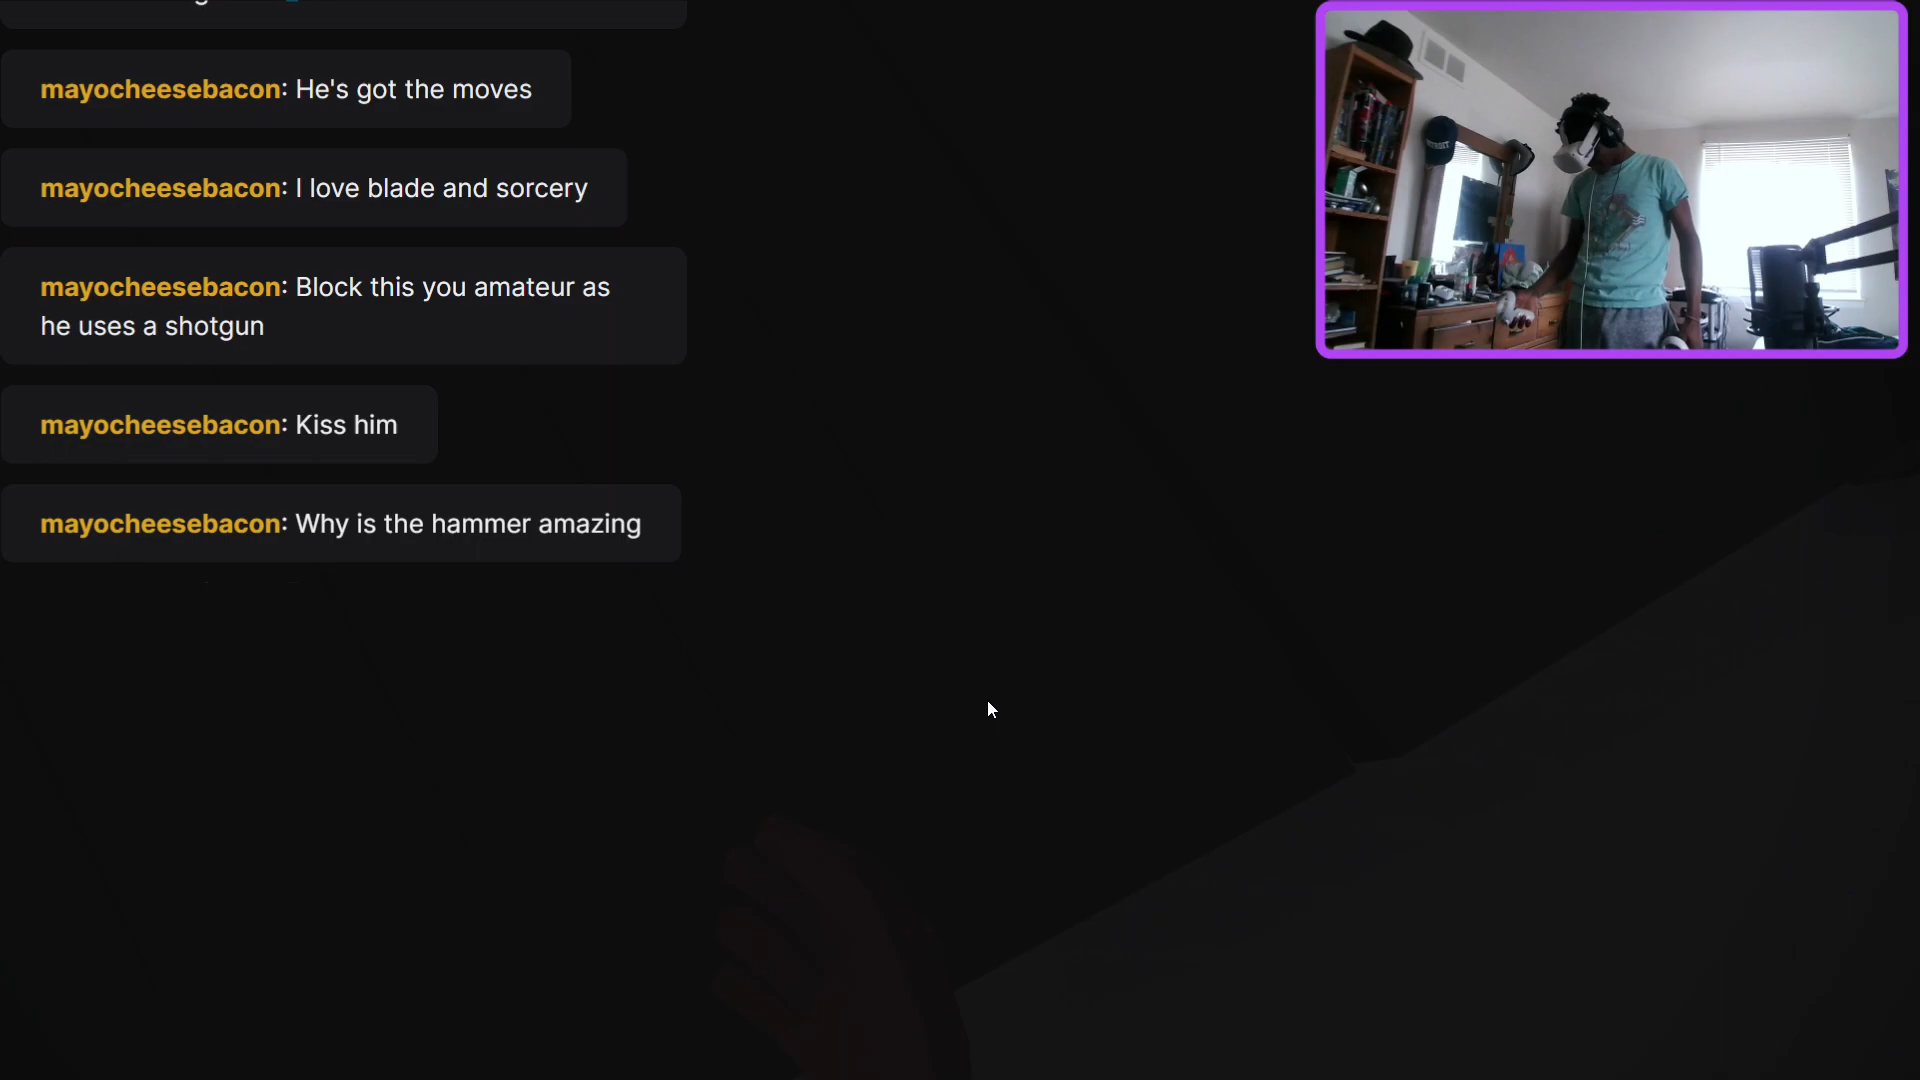 mayocheesebacon: He's got the moves
mayocheesebacon: I love blade and sorcery
mayocheesebacon: Block this you amateur as
he uses a shotgun
mayocheesebacon: Kiss him
mayocheesebacon: Why is the hammer amazing
DETROIT